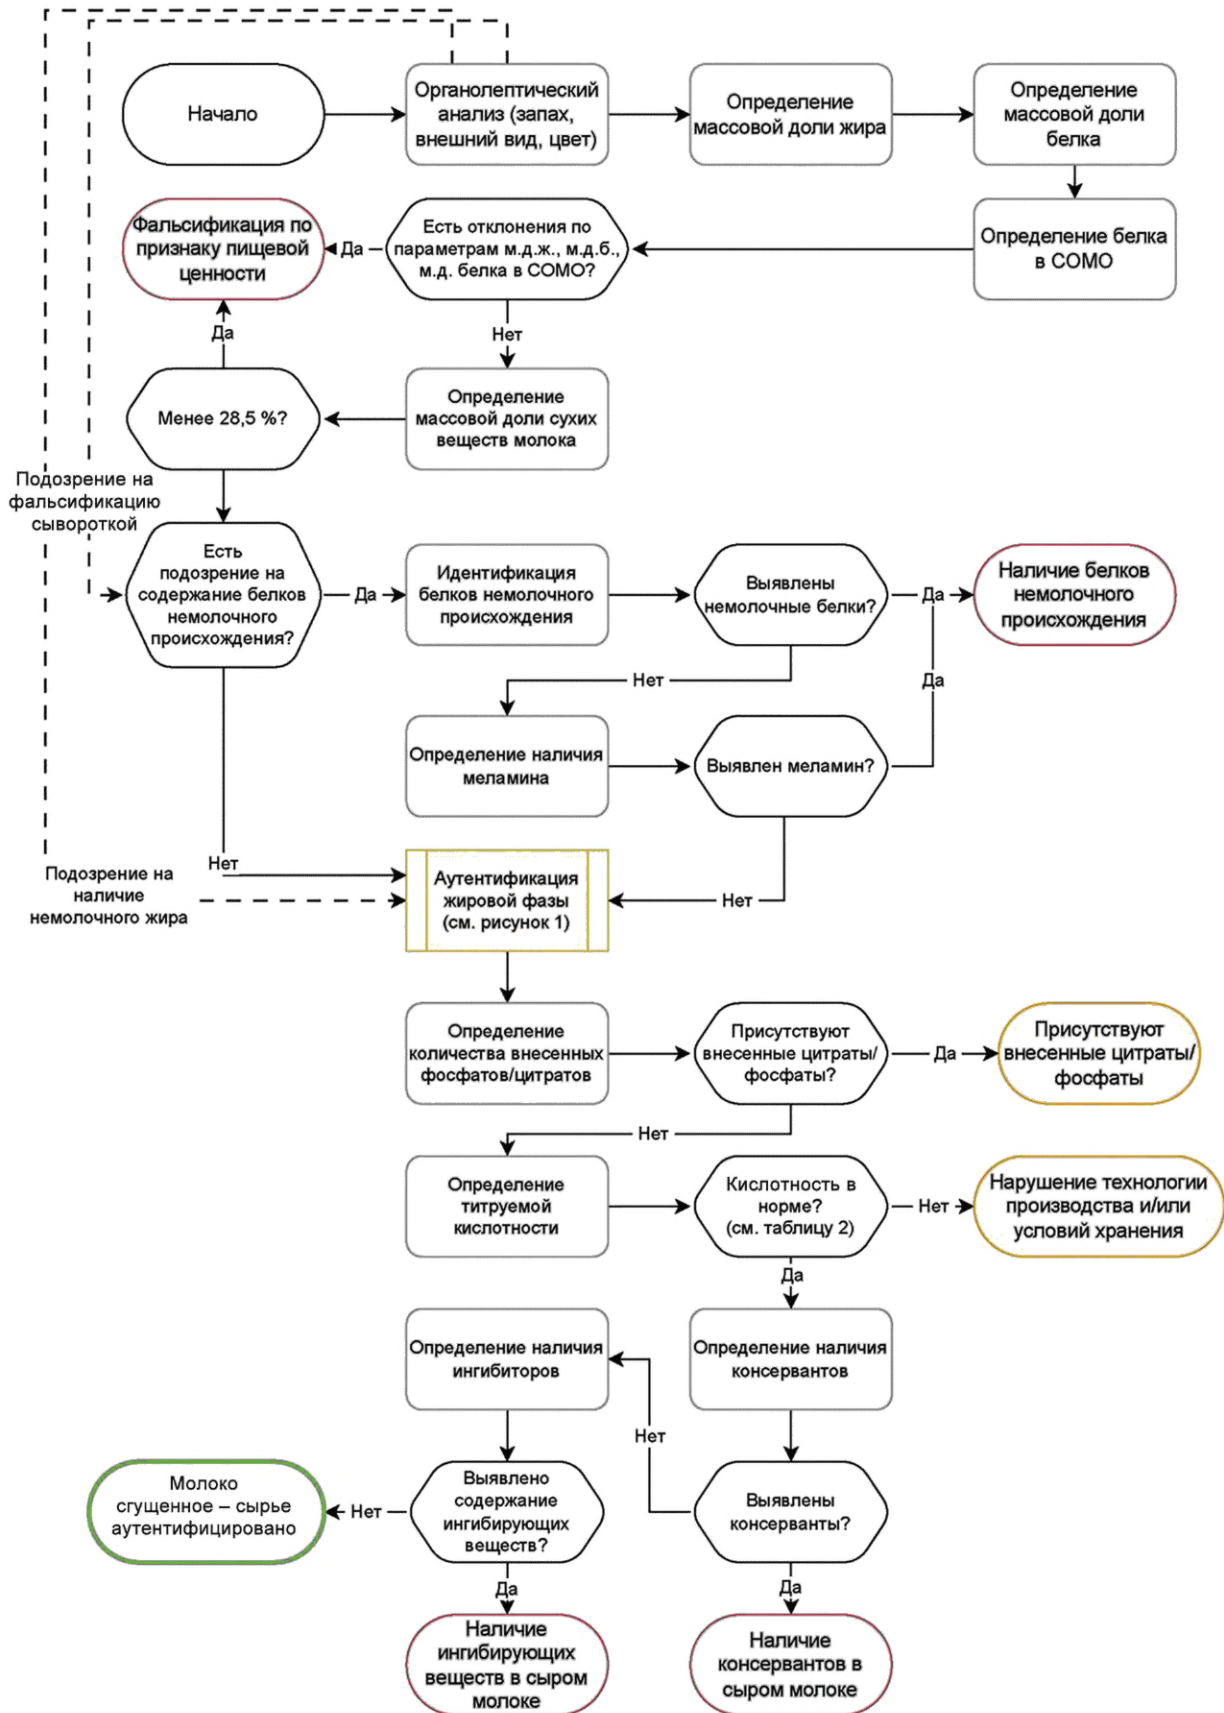 Начало
Органолептический
анализ (запах,
внешний вид, цвет)
Определение
массовой доли жира
Определение
массовой доли
белка
Фальсификация по
признаку пищевой
ценности
Да
Есть отклонения по
параметрам м.д.ж., м.д.б.,
м.д. белка в СОМО?
Определение белка
в СОМО
Да
Нет
Менее 28,5 %?
Определение
массовой доли сухих
веществ молока
Подозрение на
фальсификацию
сывороткой
Есть
подозрение на
содержание белков
немолочного
происхождения?
Да
Идентификация
белков немолочного
происхождения
Выявлены
немолочные белки?
Да
Наличие белков
немолочного
происхождения
Нет
Да
Определение наличия
меламина
Выявлен меламин?
Нет
Подозрение на
наличие
немолочного жира
Аутентификация
жировой фазы
(см. рисунок 1)
Нет
Определение
количества внесенных
фосфатов/цитратов
Присутствуют
внесенные цитраты/
фосфаты?
Да
Присутствуют
внесенные цитраты/
фосфаты
Нет
Определение
титруемой
кислотности
Кислотность в
норме?
(см. таблицу 2)
Нет
Нарушение технологии
производства и/или
условий хранения
Да
Определение наличия
ингибиторов
Определение наличия
консервантов
Нет
Молоко
сгущенное – сырье
аутентифицировано
Нет
Выявлено
содержание
ингибирующих
веществ?
Выявлены
консерванты?
Да
Да
Наличие
ингибирующих
веществ в сыром
молоке
Наличие
консервантов в
сыром молоке